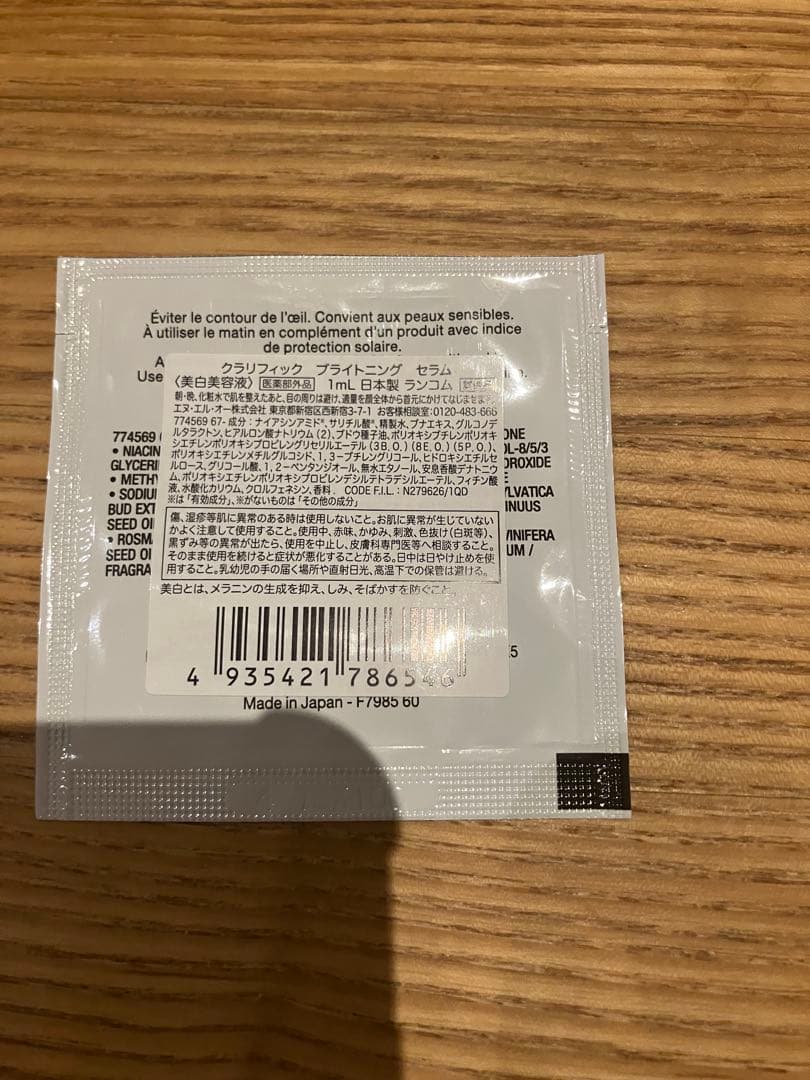 Éviter le contour de l'œil. Convient aux peaux sensibles.
À utiliser le matin en complément d'un produit avec indice
de protection solaire.
A
Use
クラリフィック ブライトニング セラム
〈美白美容液〉 医薬部外品 1mL 日本製 ランコム
朝・晩、化粧水で肌を整えたあと、目の周りは避け、適量を顔全体から首元にかけてなじませます。
エヌ・エル・オー株式会社 東京都新宿区西新宿3-7-1 お客様相談室:0120-483-666
774569 67- 成分:ナイアシンアミド*、サリチル酸*、精製水、ブナエキス、グルコノデ
ルタラクトン、ヒアルロン酸ナトリウム(2)、ブドウ種子油、ポリオキシブチレンポリオキ
シエチレンポリオキシプロピレングリセリルエーテル(3B.O.)(8E.O.)(5P.O.)、
ポリオキシエチレンメチルグルコシド、1,3-ブチレングリコール、ヒドロキシエチルセ
ルロース、グリコール酸、1,2-ペンタンジオール、無水エタノール、安息香酸デナトニウ
ム、ポリオキシエチレンポリオキシプロピレンデシルテトラデシルエーテル、フィチン酸
液、水酸化カリウム、クロルフェネシン、香料. CODE F.I.L.: N279626/1QD
※は「有効成分」、※がないものは「その他の成分」
774569
• NIACIN
GLYCERI
• METHY
• SODIU
BUD EXT
SEED OI
• ROSM
SEED OI
FRAGRA
ONE
OL-8/5/3
DROXIDE
E
YLVATICA
INUUS
VINIFERA
UM /
傷、湿疹等肌に異常のある時は使用しないこと。お肌に異常が生じていない
かよく注意して使用すること。使用中、赤味、かゆみ、刺激、色抜け(白斑等)、
黒ずみ等の異常が出たら、使用を中止し、皮膚科専門医等へ相談すること。
そのまま使用を続けると症状が悪化することがある。日中は日やけ止めを使
用すること。乳幼児の手の届く場所や直射日光、高温下での保管は避ける。
美白とは、メラニンの生成を抑え、しみ、そばかすを防ぐこと。
4 935421 786546
Made in Japan - F7985 60